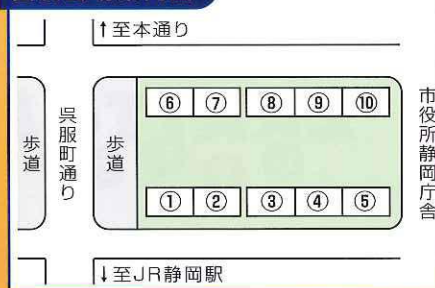 ↑至本通り
呉服町通り
歩道
歩道
⑥ ⑦ ⑧ ⑨ ⑩
① ② ③ ④ ⑤
市役所静岡庁舎
↓至JR静岡駅